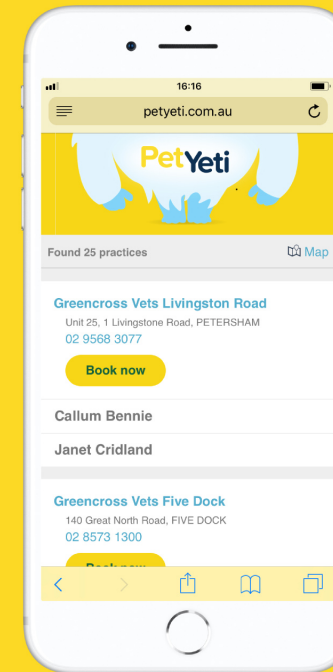 16:16
petyeti.com.au
PetYeti
Found 25 practices
Map
Greencross Vets Livingston Road
Unit 25, 1 Livingstone Road, PETERSHAM
02 9568 3077
Book now
Callum Bennie
Janet Cridland
Greencross Vets Five Dock
140 Great North Road, FIVE DOCK
02 8573 1300
Book now